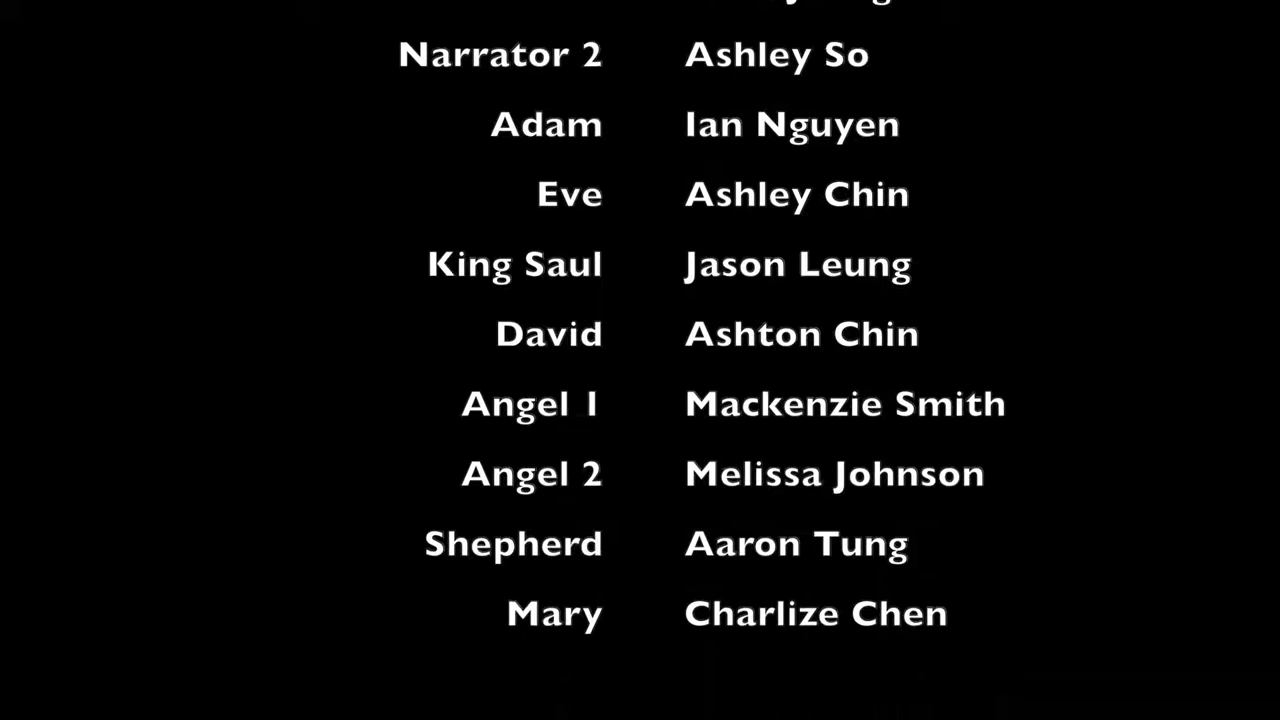 Narrator 2 Ashley So
Adam Ian Nguyen
Eve Ashley Chin
King Saul Jason Leung
David Ashton Chin
Angel 1 Mackenzie Smith
Angel 2 Melissa Johnson
Shepherd Aaron Tung
Mary Charlize Chen